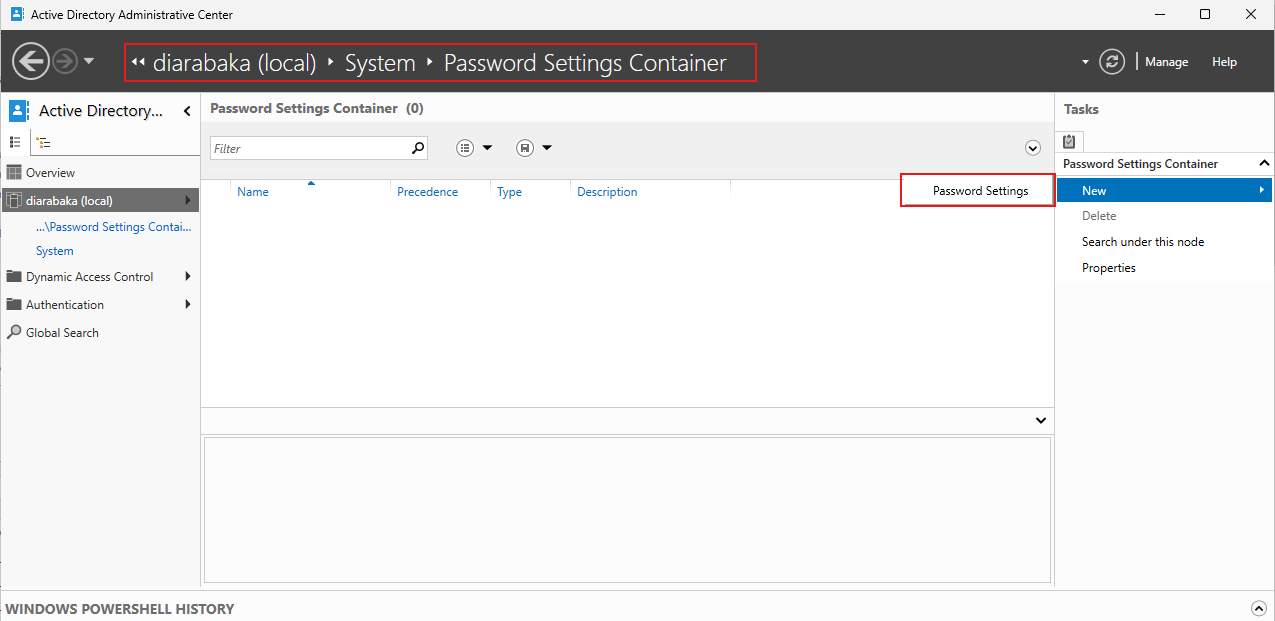 Active Directory Administrative Center
diarabaka (local) System Password Settings Container
Manage Help
Active Directory...
Overview
diarabaka (local)
...\Password Settings Contai...
System
Dynamic Access Control
Authentication
Global Search
Password Settings Container (0)
Filter
Name Precedence Type Description
Password Settings
Tasks
Password Settings Container
New
Delete
Search under this node
Properties
WINDOWS POWERSHELL HISTORY